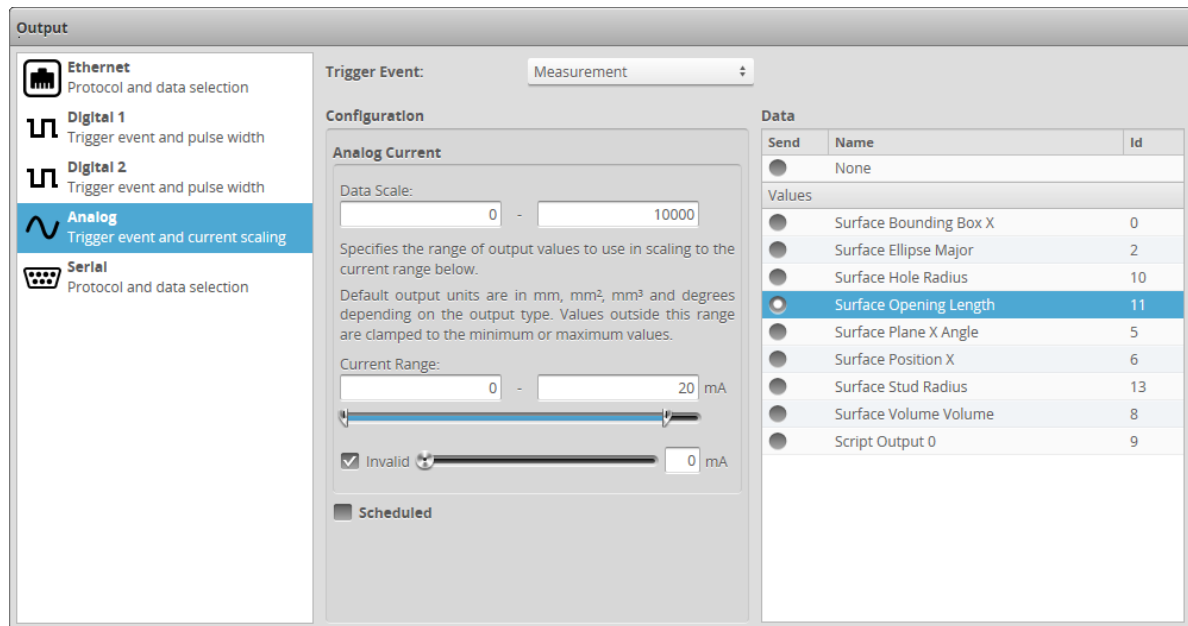 Output
Ethernet
Protocol and data selection
Digital 1
Trigger event and pulse width
Digital 2
Trigger event and pulse width
Analog
Trigger event and current scaling
Serial
Protocol and data selection
Trigger Event: Measurement
Configuration
Analog Current
Data Scale:
0 - 10000
Specifies the range of output values to use in scaling to the
current range below.
Default output units are in mm, mm², mm³ and degrees
depending on the output type. Values outside this range
are clamped to the minimum or maximum values.
Current Range:
0 - 20 mA
Invalid 0 mA
Scheduled
Data
Send Name Id
None
Values
Surface Bounding Box X 0
Surface Ellipse Major 2
Surface Hole Radius 10
Surface Opening Length 11
Surface Plane X Angle 5
Surface Position X 6
Surface Stud Radius 13
Surface Volume Volume 8
Script Output 0 9